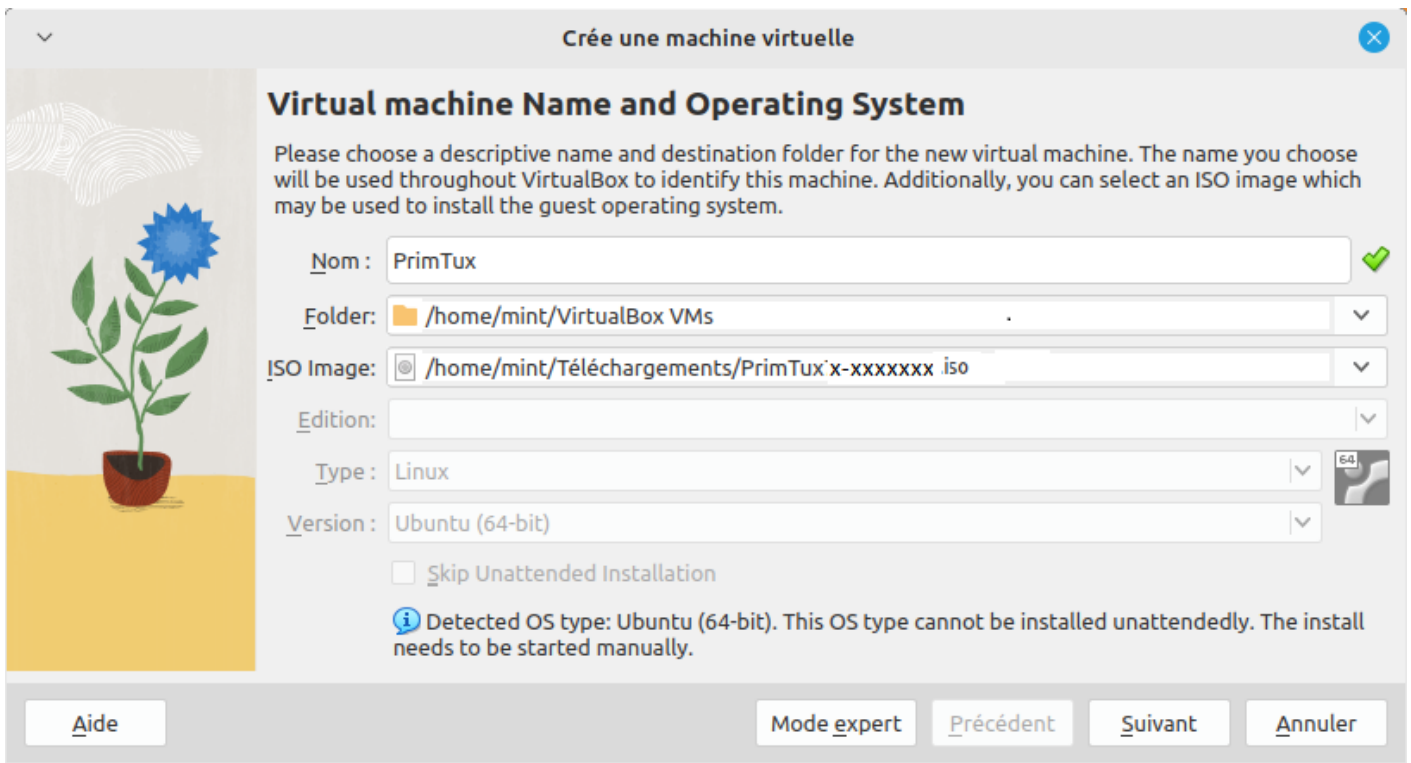 Crée une machine virtuelle
Virtual machine Name and Operating System
Please choose a descriptive name and destination folder for the new virtual machine. The name you choose
will be used throughout VirtualBox to identify this machine. Additionally, you can select an ISO image which
may be used to install the guest operating system.
Nom : PrimTux
Folder: /home/mint/VirtualBox VMs
ISO Image: /home/mint/Téléchargements/PrimTux x-xxxxxxx .iso
Edition:
Type : Linux
64
Version : Ubuntu (64-bit)
Skip Unattended Installation
Detected OS type: Ubuntu (64-bit). This OS type cannot be installed unattendedly. The install
needs to be started manually.
Aide Mode expert Précédent Suivant Annuler